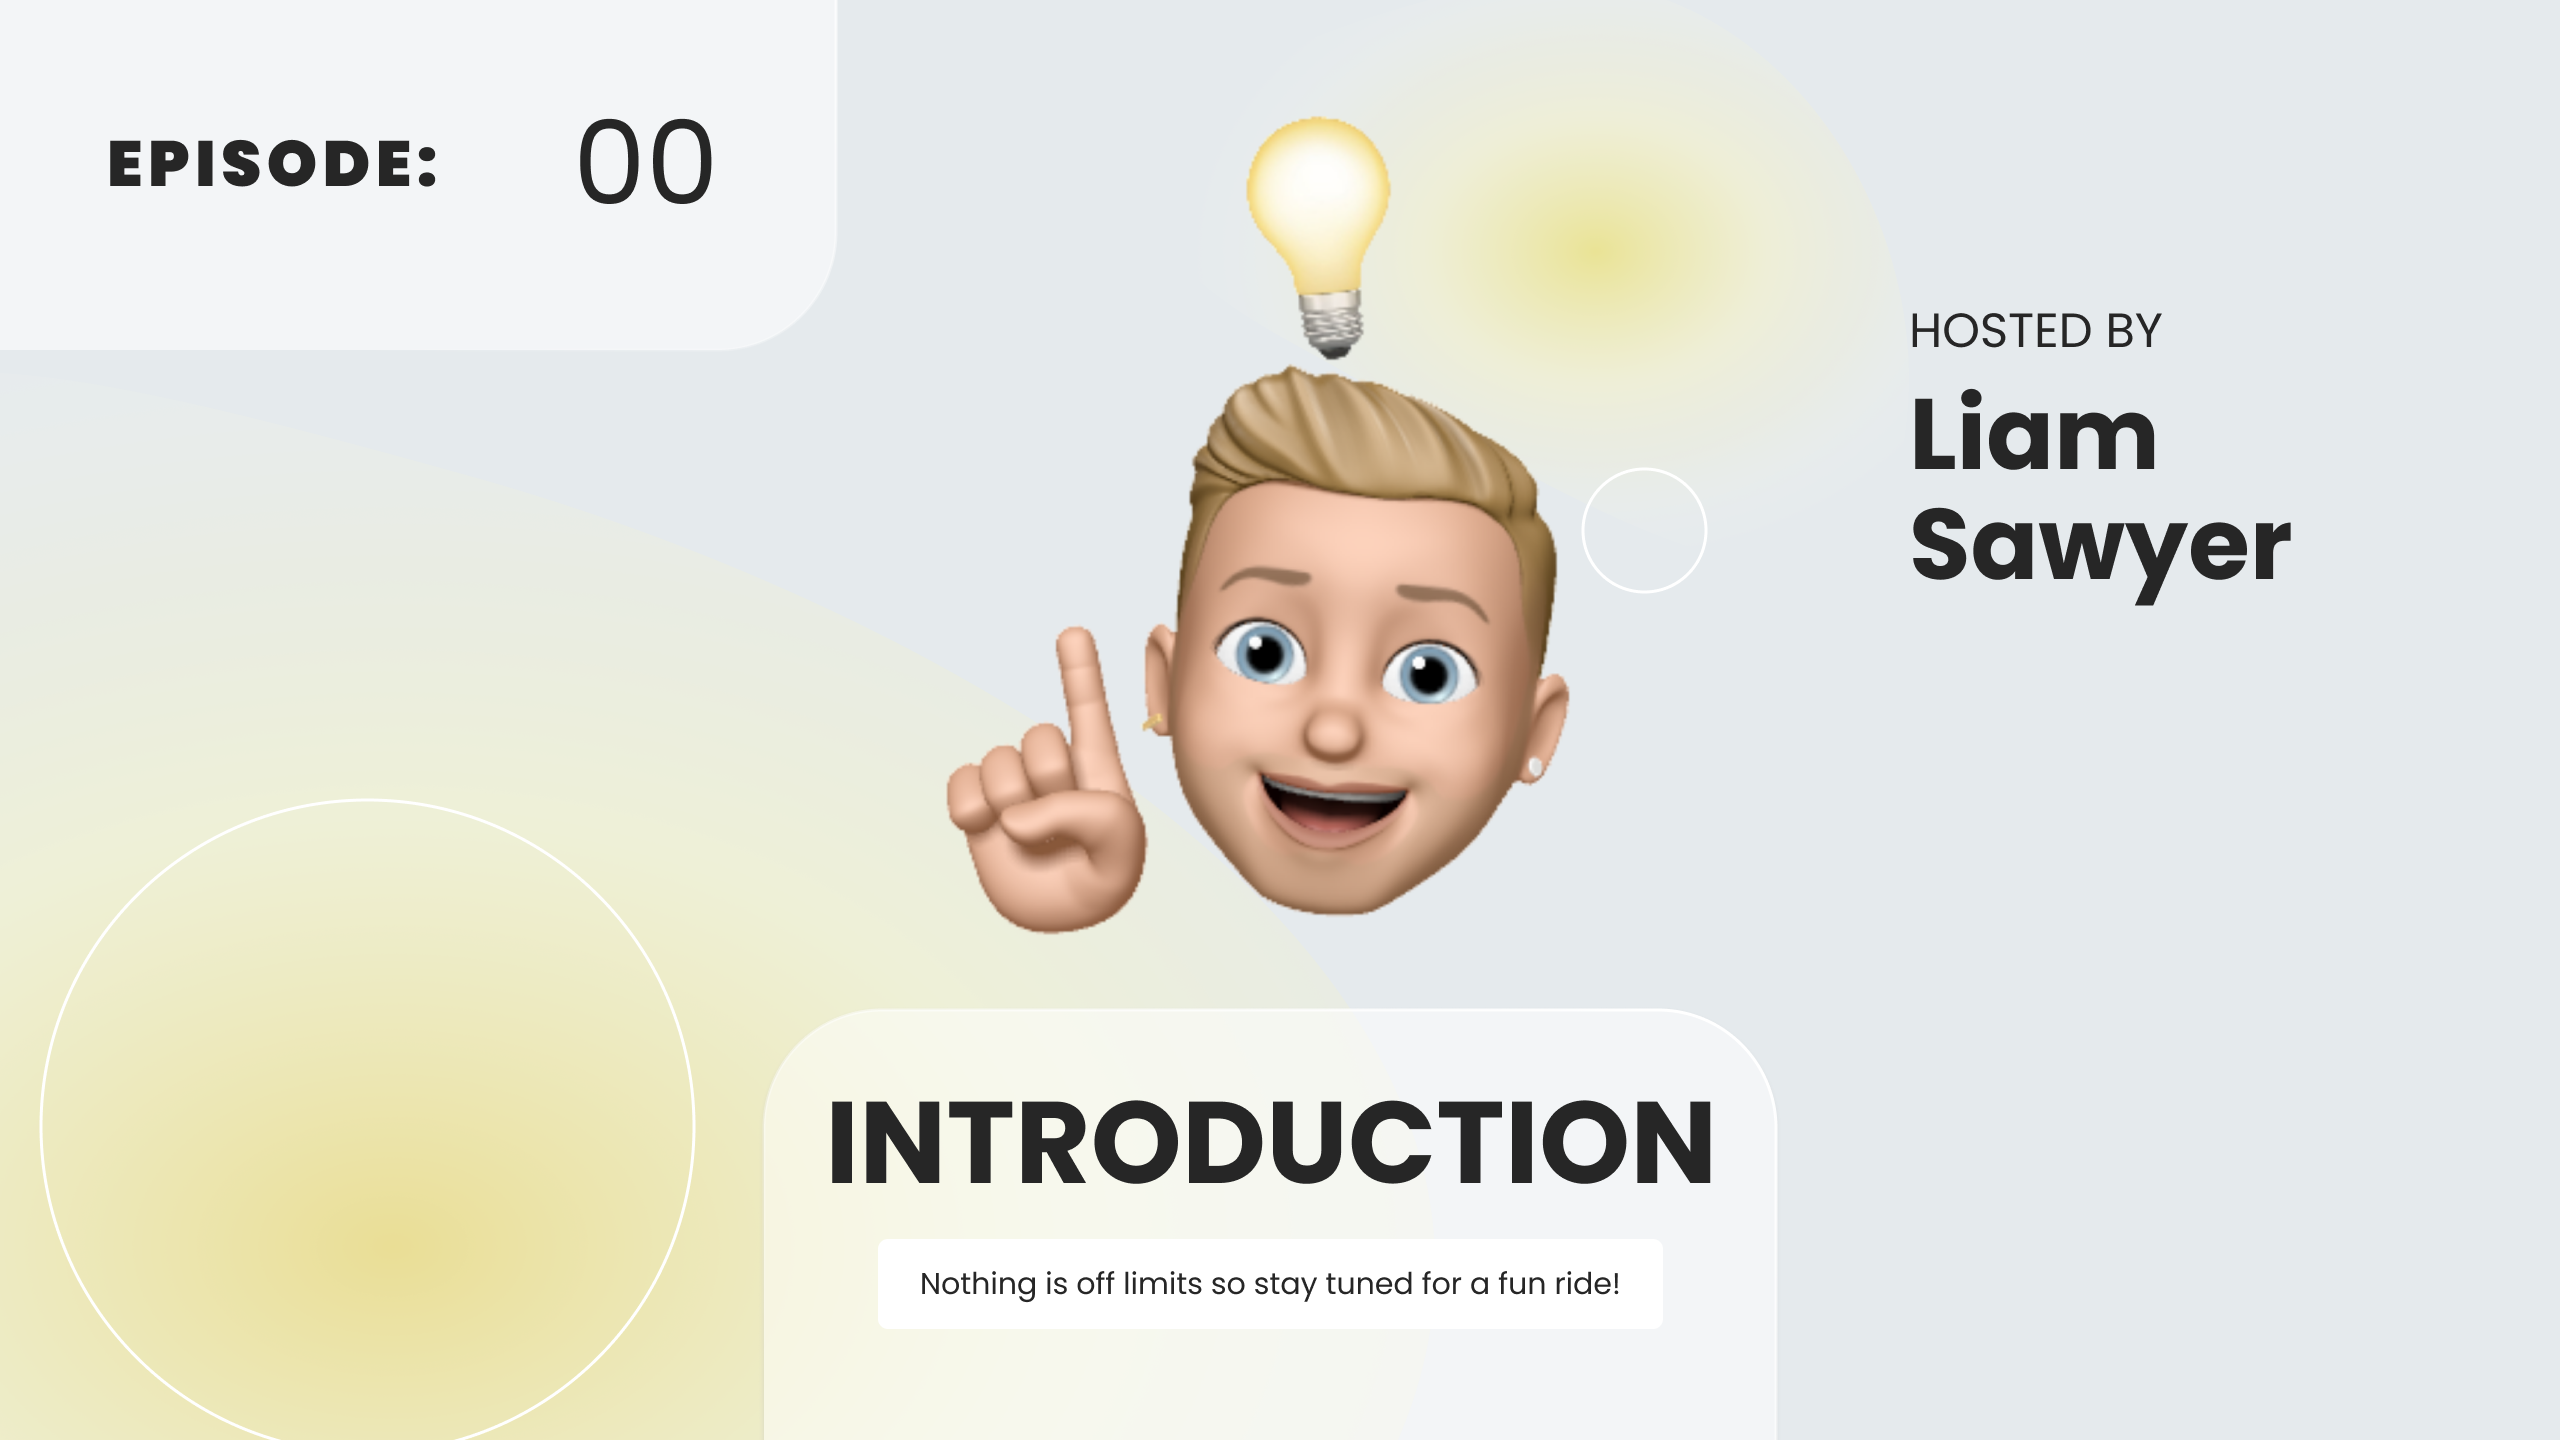 EPISODE: 00
HOSTED BY
Liam
Sawyer
INTRODUCTION
Nothing is off limits so stay tuned for a fun ride!